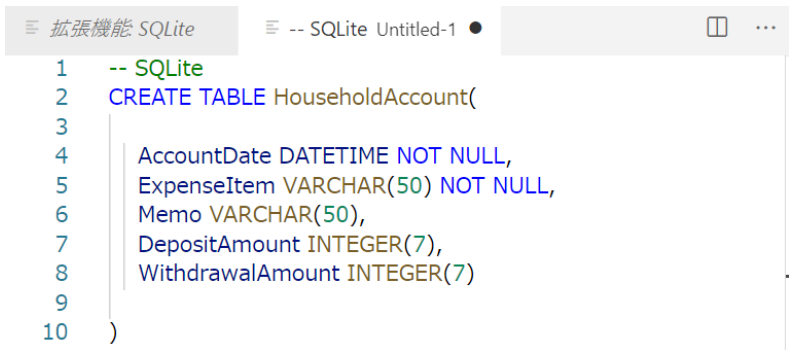 拡張機能: SQLite
-- SQLite Untitled-1
1 -- SQLite
2 CREATE TABLE HouseholdAccount(
3
4 AccountDate DATETIME NOT NULL,
5 ExpenseItem VARCHAR(50) NOT NULL,
6 Memo VARCHAR(50),
7 DepositAmount INTEGER(7),
8 WithdrawalAmount INTEGER(7)
9
10 )